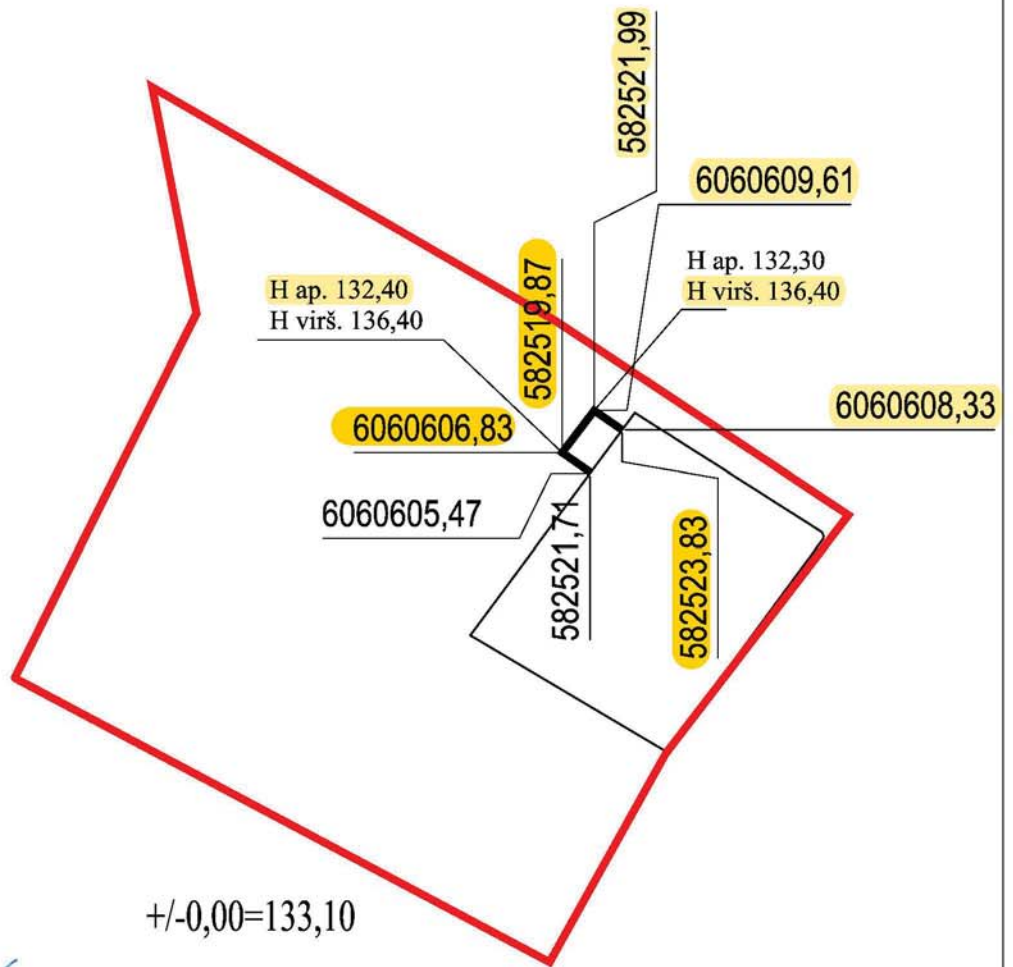 582521,99
6060609,61
H ap. 132,30
H virš. 136,40
582519,87
H ap. 132,40
H virš. 136,40
6060608,33
6060606,83
6060605,47
582521,71
582523,83
+/-0,00=133,10